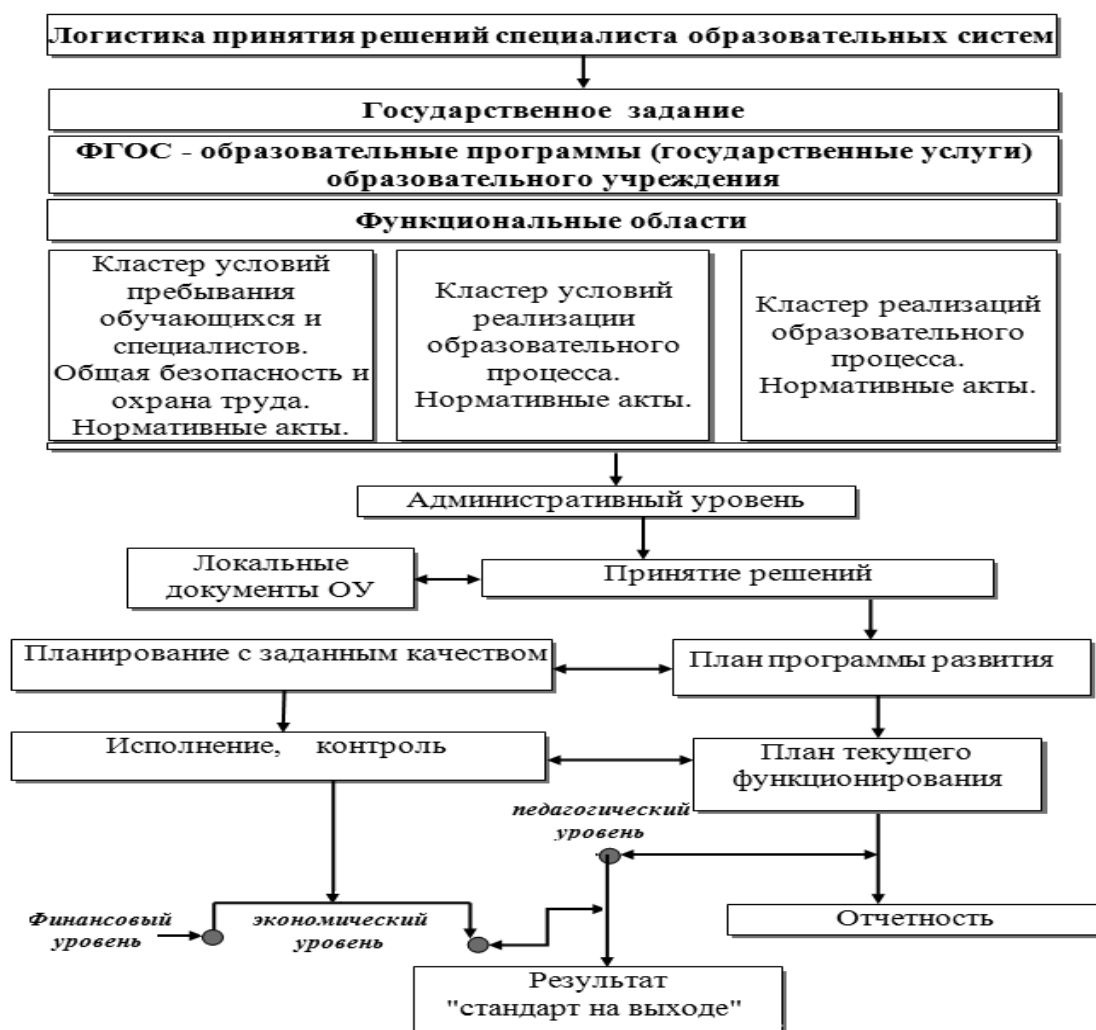 Логистика принятия решений специалиста образовательных систем
Государственное задание
ФГОС - образовательные программы (государственные услуги)
образовательного учреждения
Функциональные области
Кластер условий
пребывания
обучающихся и
специалистов.
Общая безопасность и
охрана труда.
Нормативные акты.
Кластер условий
реализации
образовательного
процесса.
Нормативные акты.
Кластер реализаций
образовательного
процесса.
Нормативные акты.
Административный уровень
Локальные
документы ОУ
Принятие решений
Планирование с заданным качеством
План программы развития
Исполнение, контроль
План текущего
функционирования
педагогический
уровень
Финансовый
уровень
экономический
уровень
Отчетность
Результат
"стандарт на выходе"